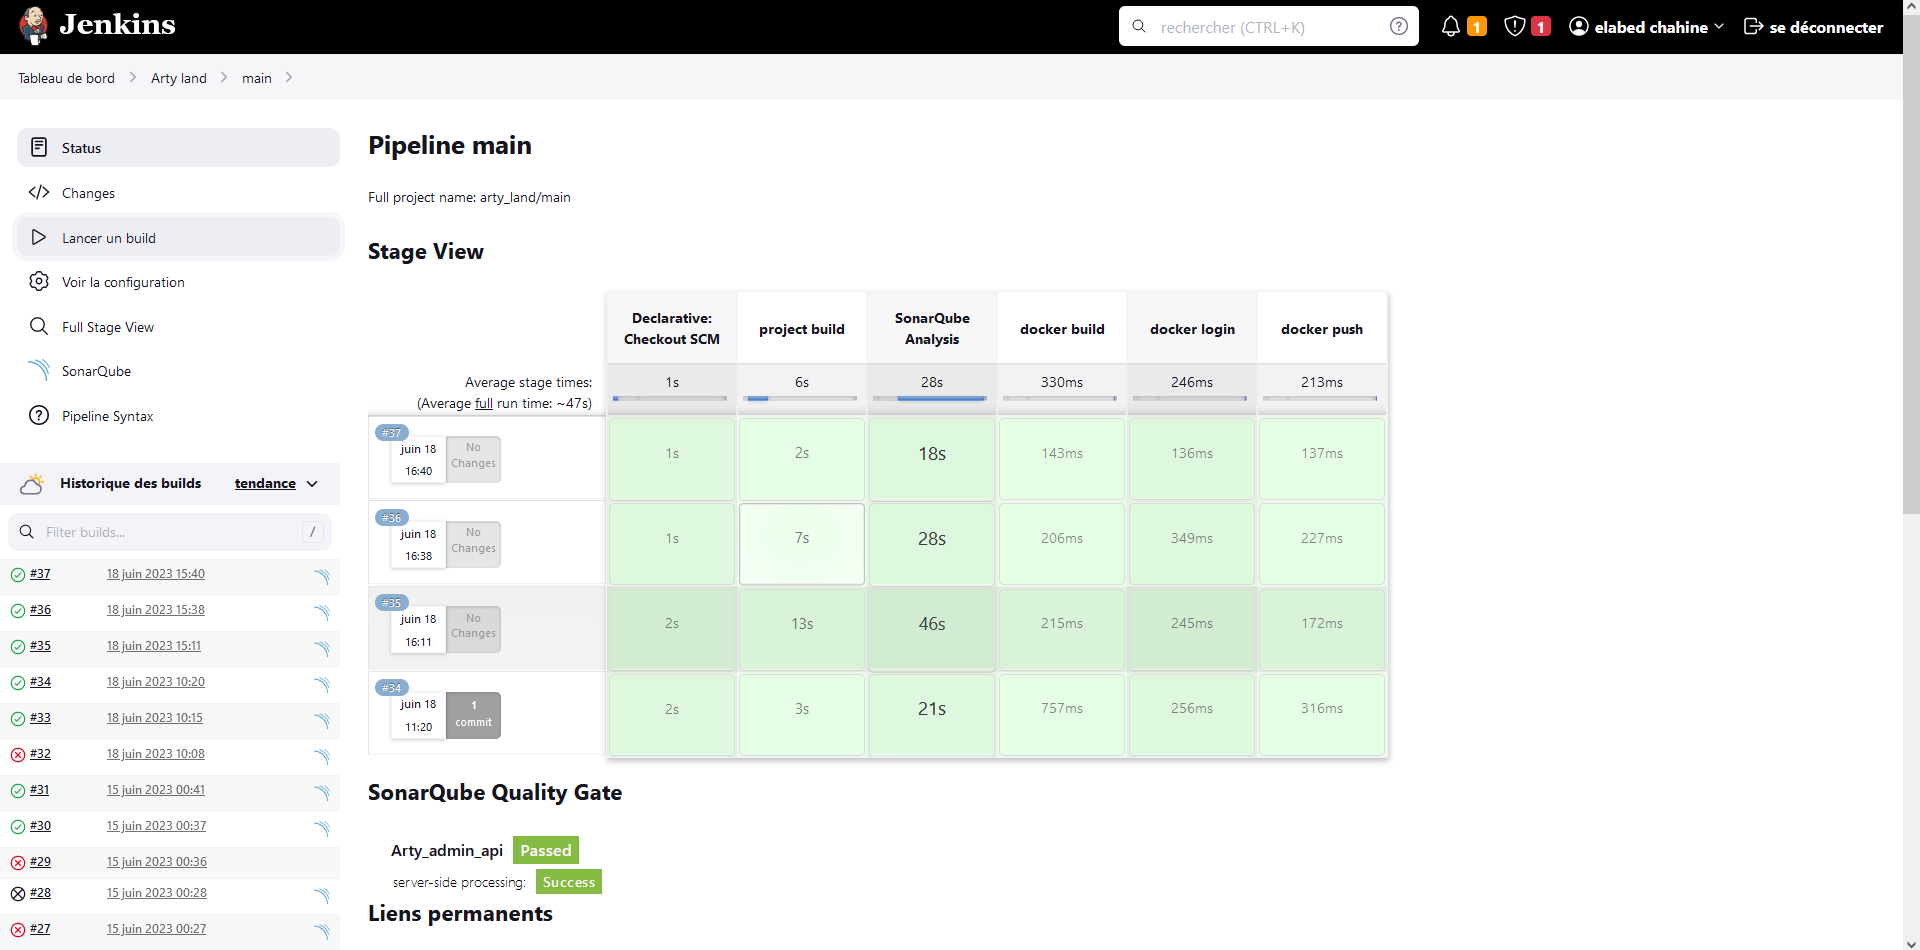 Jenkins
rechercher (CTRL+K)
?
1
1
elabed chahine
se déconnecter
Tableau de bord
Arty land
main
Status
Changes
Lancer un build
Voir la configuration
Full Stage View
SonarQube
? Pipeline Syntax
Historique des builds
tendance
Filter builds...
/
#37 18 juin 2023 15:40
#36 18 juin 2023 15:38
#35 18 juin 2023 15:11
#34 18 juin 2023 10:20
#33 18 juin 2023 10:15
#32 18 juin 2023 10:08
#31 15 juin 2023 00:41
#30 15 juin 2023 00:37
#29 15 juin 2023 00:36
#28 15 juin 2023 00:28
#27 15 juin 2023 00:27
Pipeline main
Full project name: arty_land/main
Stage View
Declarative:
Checkout SCM
project build
SonarQube
Analysis
docker build
docker login
docker push
Average stage times:
(Average full run time: ~47s)
1s 6s 28s 330ms 246ms 213ms
#37
juin 18
16:40
No
Changes
1s 2s 18s 143ms 136ms 137ms
#36
juin 18
16:38
No
Changes
1s 7s 28s 206ms 349ms 227ms
#35
juin 18
16:11
No
Changes
2s 13s 46s 215ms 245ms 172ms
#34
juin 18
11:20
1
commit
2s 3s 21s 757ms 256ms 316ms
SonarQube Quality Gate
Arty_admin_api Passed
server-side processing: Success
Liens permanents